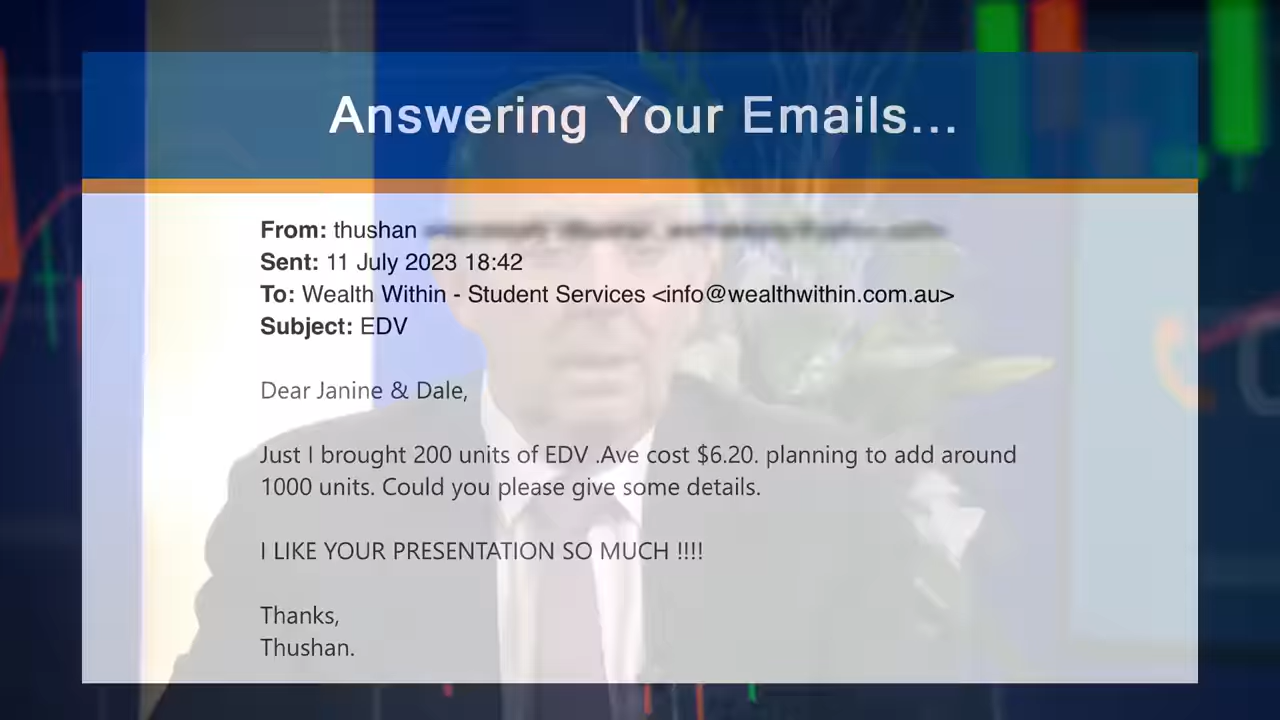 Answering Your Emails...
From: thushan
Sent: 11 July 2023 18:42
To: Wealth Within - Student Services <info@wealthwithin.com.au>
Subject: EDV
Dear Janine & Dale,
Just I brought 200 units of EDV .Ave cost $6.20. planning to add around
1000 units. Could you please give some details.
I LIKE YOUR PRESENTATION SO MUCH !!!!
Thanks,
Thushan.